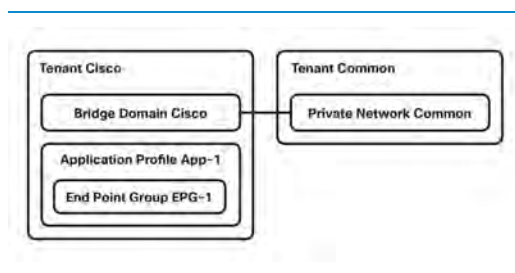 Tenant Cisco
Bridge Domain Cisco
Application Profile App-1
End Point Group EPG-1
Tenant Common
Private Network Common